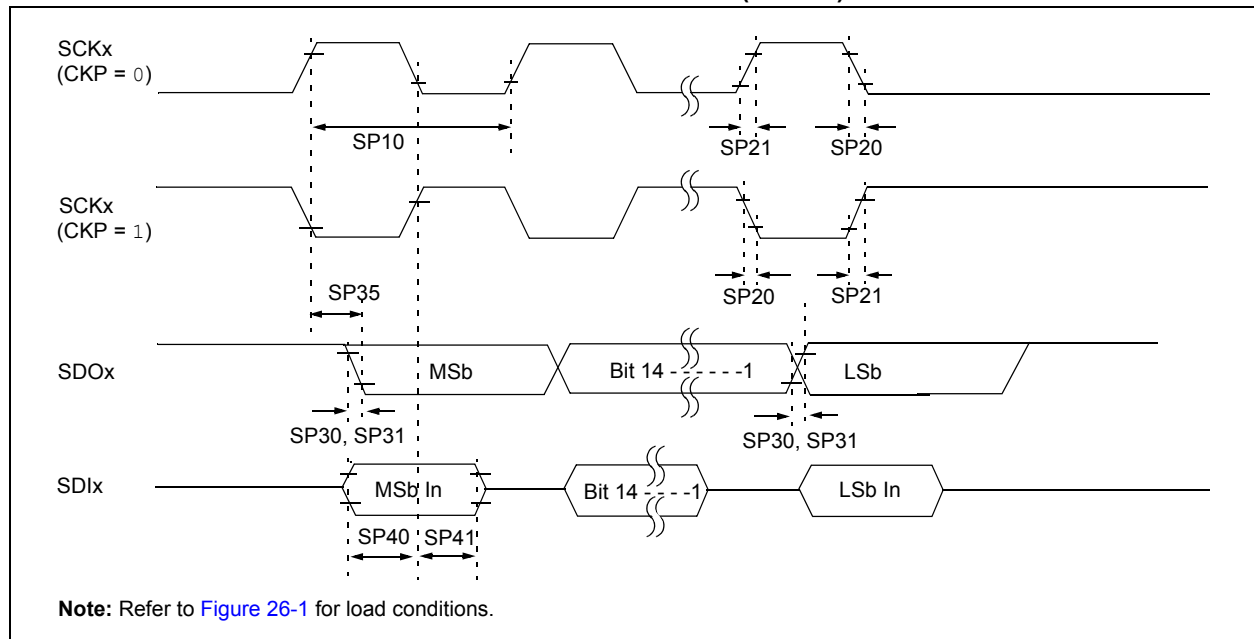 SCKx
(CKP = 0)
SP10
SP21
SP20
SCKx
(CKP = 1)
SP35
SP20
SP21
SDOx
MSb
Bit 14 - - - - - -1
LSb
SP30, SP31
SP30, SP31
SDIx
MSb In
Bit 14 - - - -1
LSb In
SP40
SP41
Note: Refer to Figure 26-1 for load conditions.